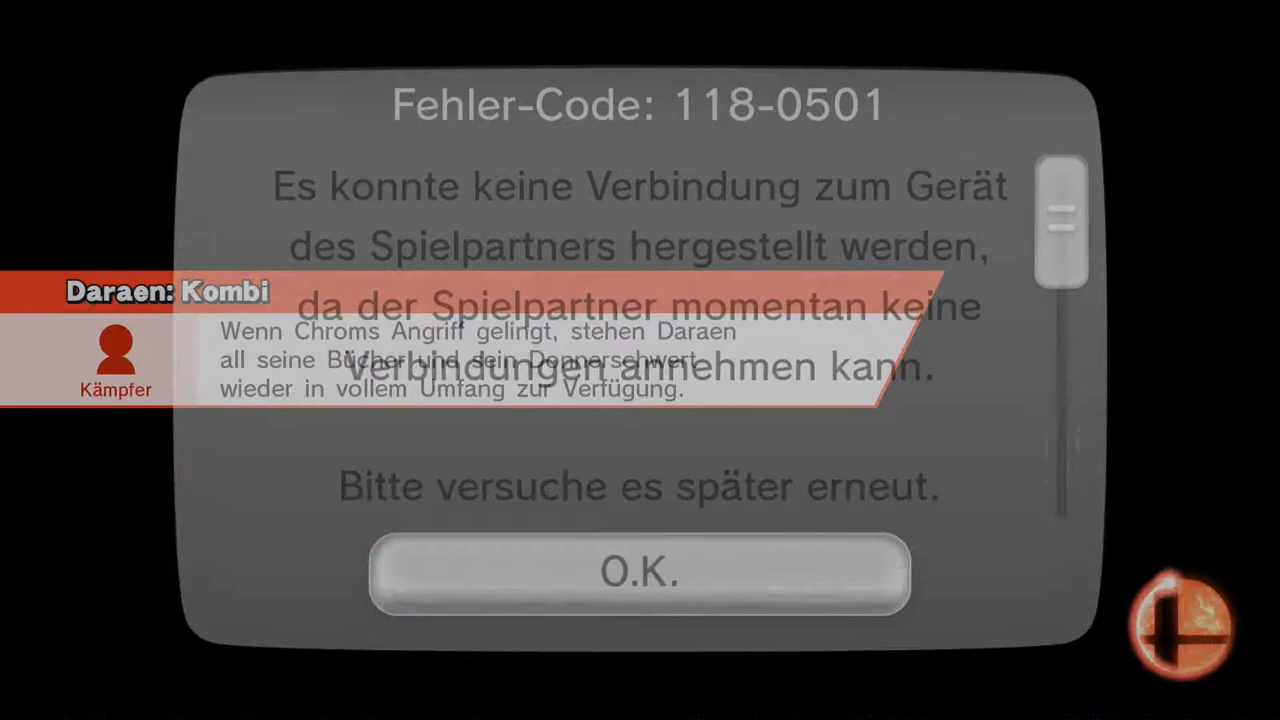 Fehler-Code: 118-0501
Es konnte keine Verbindung zum Gerät
des Spielpartners hergestellt werden,
da der Spielpartner momentan keine
Verbindungen annehmen kann.
Bitte versuche es später erneut.
O.K.
Daraen: Kombi
Kämpfer
Wenn Chroms Angriff gelingt, stehen Daraen
all seine Bücher und sein Donnerschwert
wieder in vollem Umfang zur Verfügung.